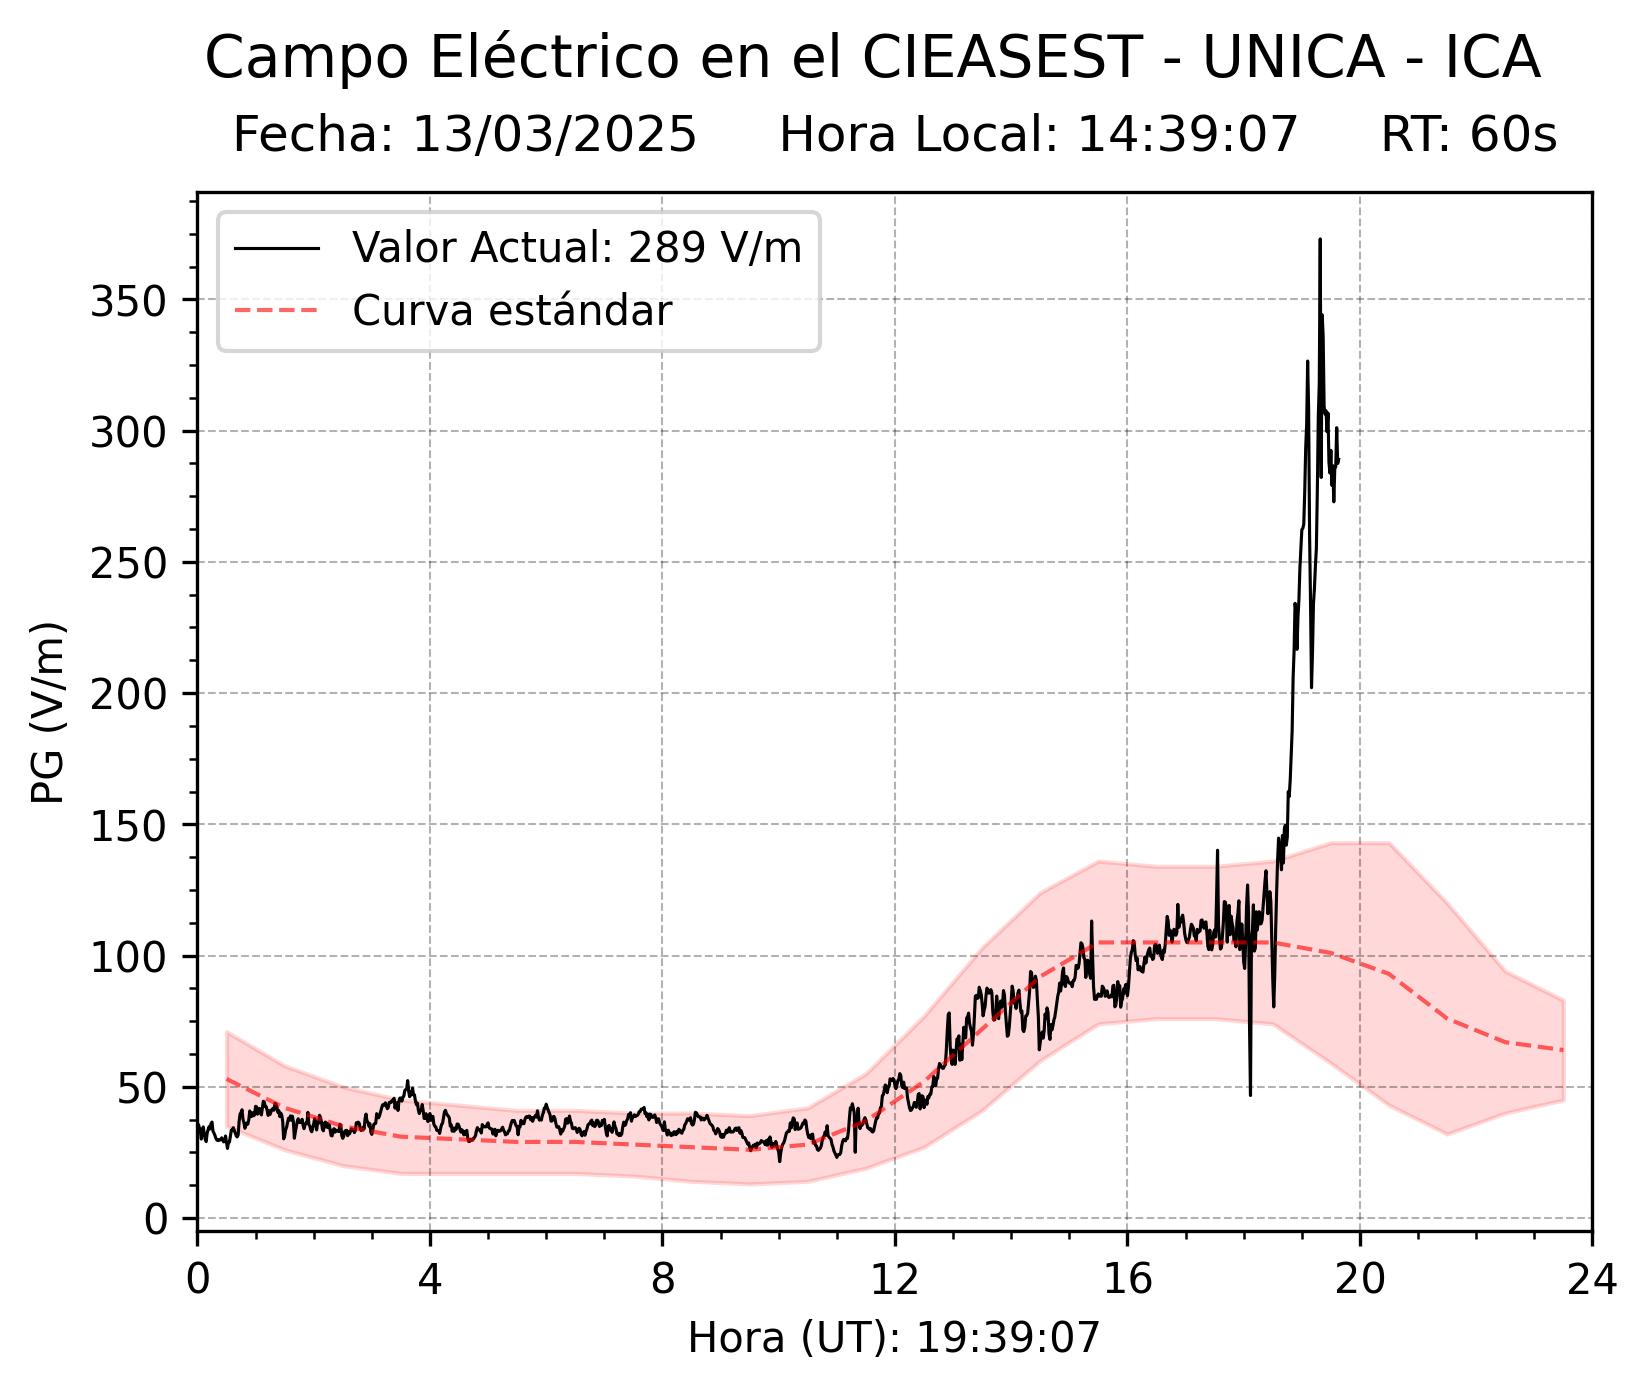 Campo Eléctrico en el CIEASEST - UNICA - ICA
Fecha: 13/03/2025 Hora Local: 14:39:07 RT: 60s
Valor Actual: 289 V/m
Curva estándar
350
300
250
200
150
100
50
0
PG (V/m)
0 4 8 12 16 20 24
Hora (UT): 19:39:07